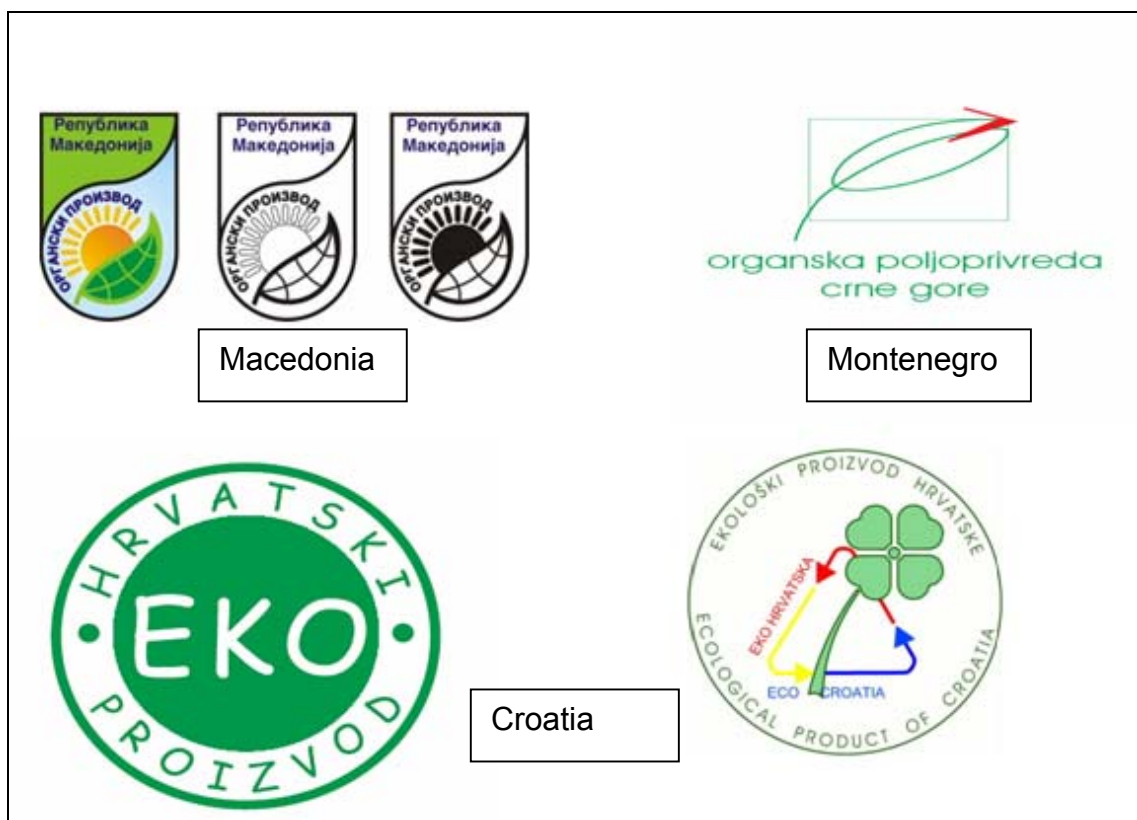 Република
Македонија
ОРГАНСКИ ПРОИЗВОД
Република
Македонија
ОРГАНСКИ ПРОИЗВОД
Република
Македонија
ОРГАНСКИ ПРОИЗВОД
Macedonia
organska poljoprivreda
crne gore
Montenegro
HRVATSKI
EKO
PROIZVOD
EKOLOŠKI PROIZVOD HRVATSKE
EKO HRVATSKA
ECO CROATIA
ECOLOGICAL PRODUCT OF CROATIA
Croatia